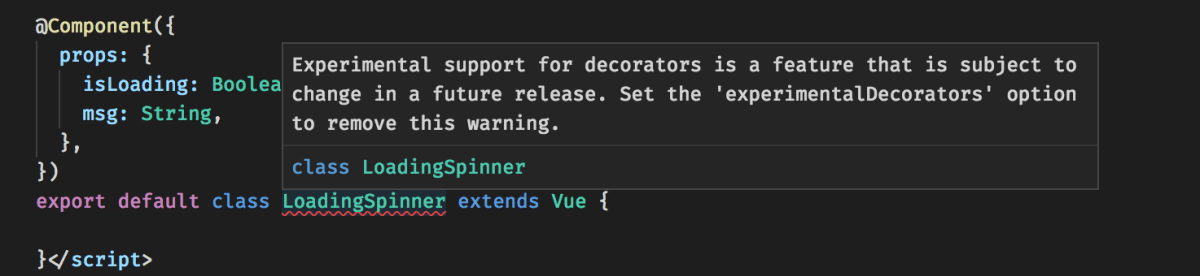 @Component({
props: {
isLoading: Boolea
msg: String,
},
})
Experimental support for decorators is a feature that is subject to
change in a future release. Set the 'experimentalDecorators' option
to remove this warning.
class LoadingSpinner
export default class LoadingSpinner extends Vue {
}</script>